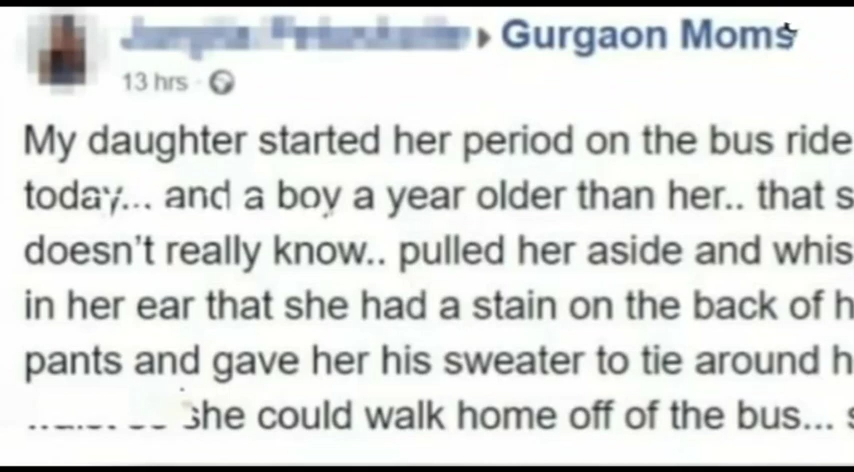 Gurgaon Moms
13 hrs
My daughter started her period on the bus ride
today... and a boy a year older than her.. that s
doesn't really know.. pulled her aside and whis
in her ear that she had a stain on the back of h
pants and gave her his sweater to tie around h
she could walk home off of the bus... s